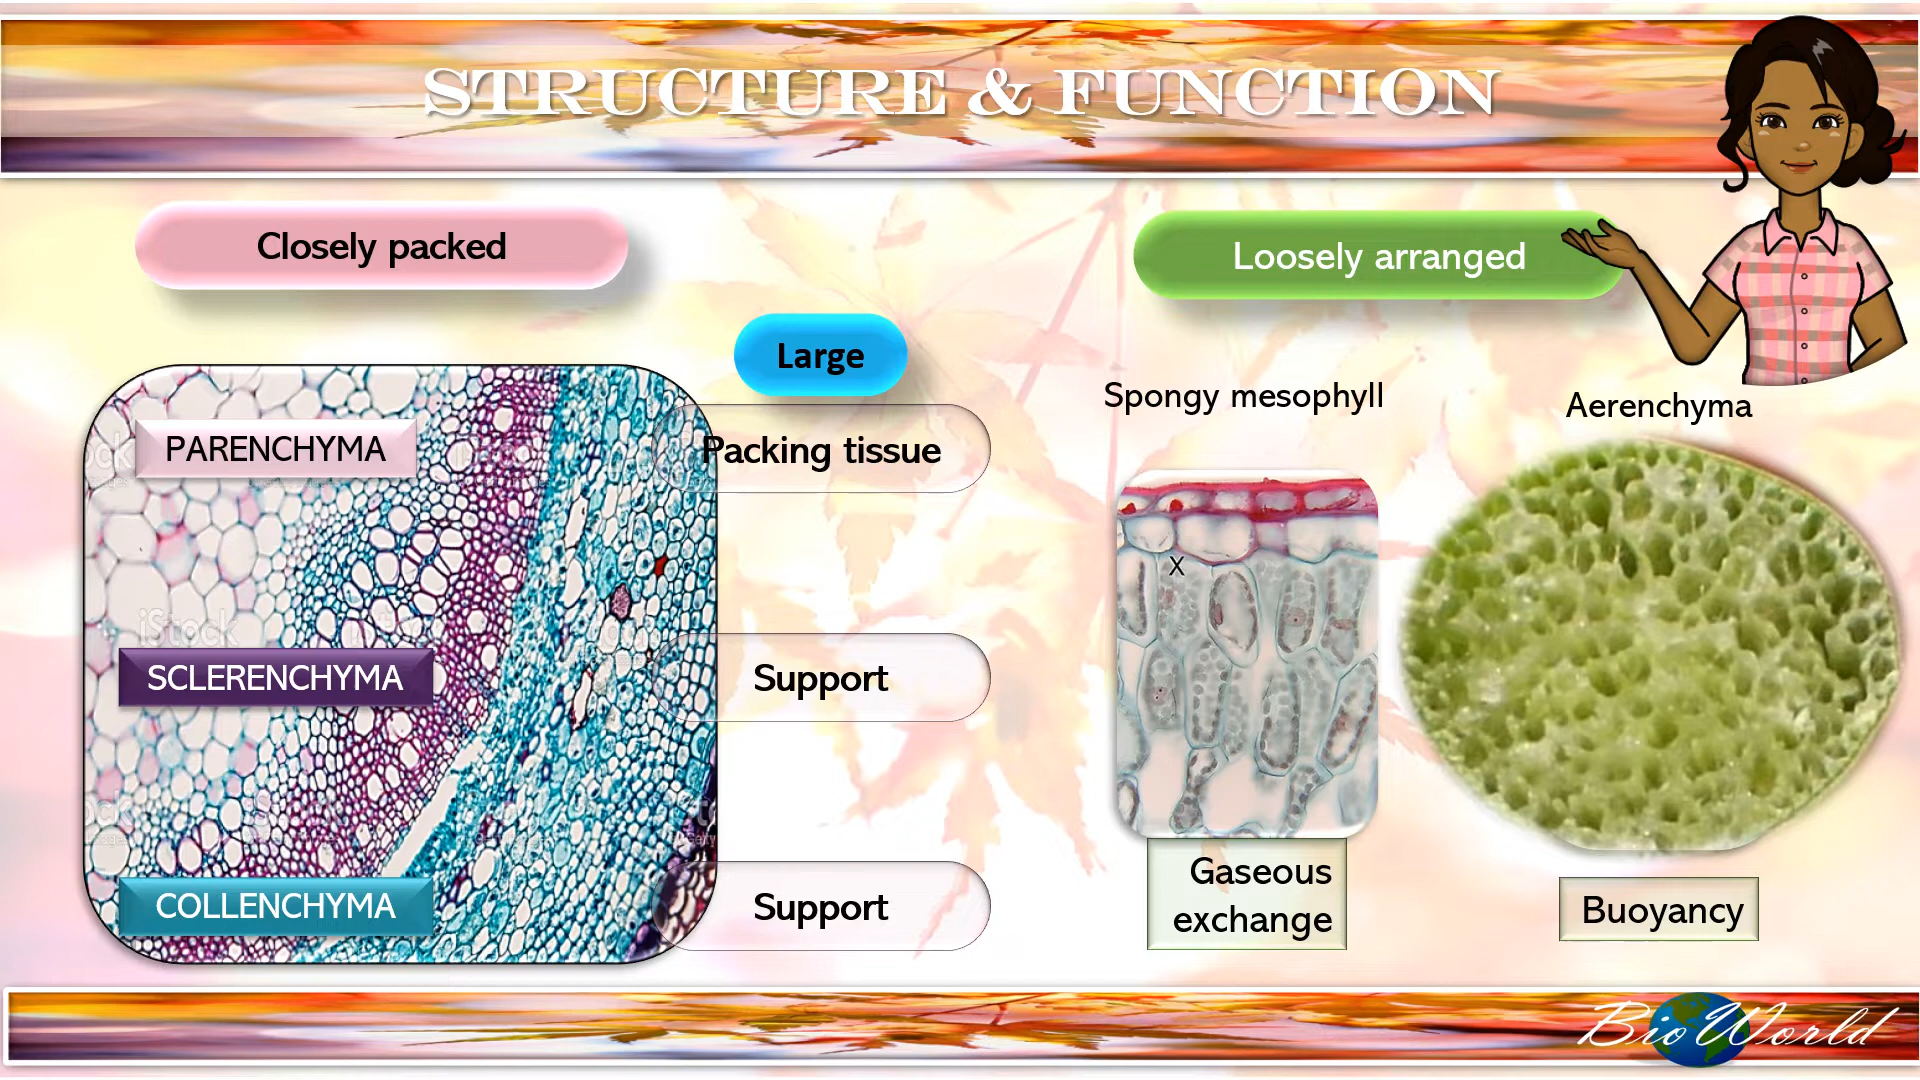 STRUCTURE & FUNCTION
Closely packed
Loosely arranged
Large
Spongy mesophyll
Aerenchyma
PARENCHYMA
Packing tissue
X
iStock
SCLERENCHYMA
Support
COLLENCHYMA
Support
Gaseous
exchange
Buoyancy
BioWorld